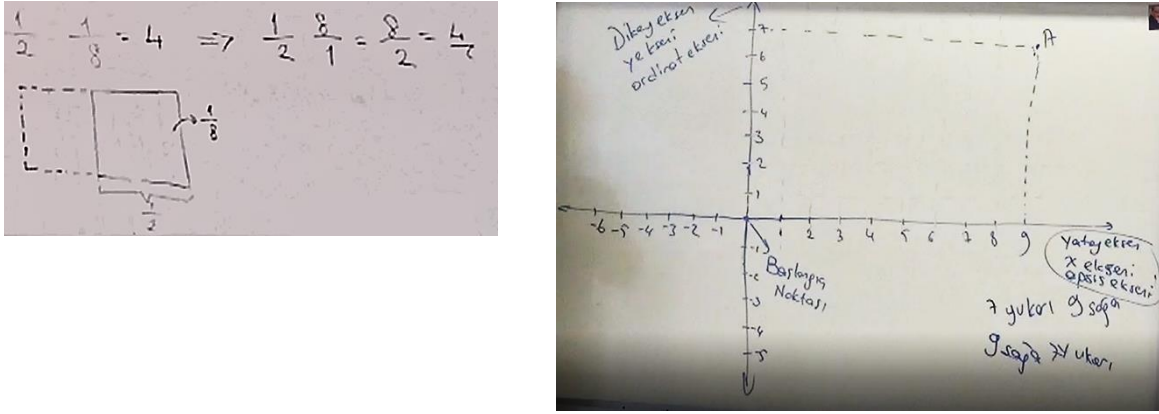 1/2 1/8 = 4 => 1/2 8/1 = 8/2 = 4
1/8
1/2
Dikey eksen
y ekseni
ordinat ekseni
7
A
6
5
4
3
2
1
-6 -5 -4 -3 -2 -1 1 2 3 4 5 6 7 8 9
-1
-2
-3
-4
-5
Başlangıç
Noktası
yatay eksen
x ekseni
apsis ekseni
7 yukarı 9 sağa
9 sağa 7 yukarı